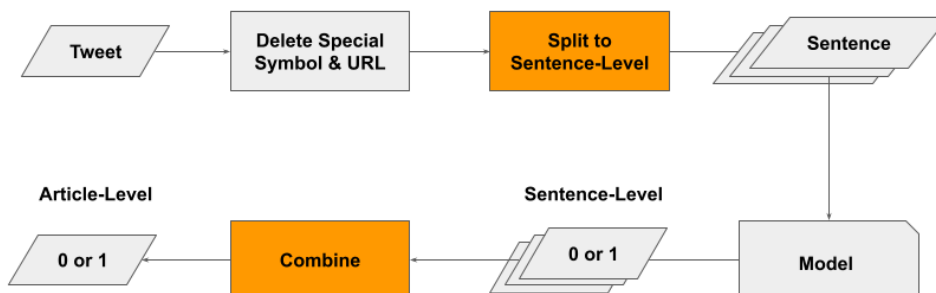 Tweet
Delete Special
Symbol & URL
Split to
Sentence-Level
Sentence
Article-Level
Sentence-Level
0 or 1
Combine
0 or 1
Model